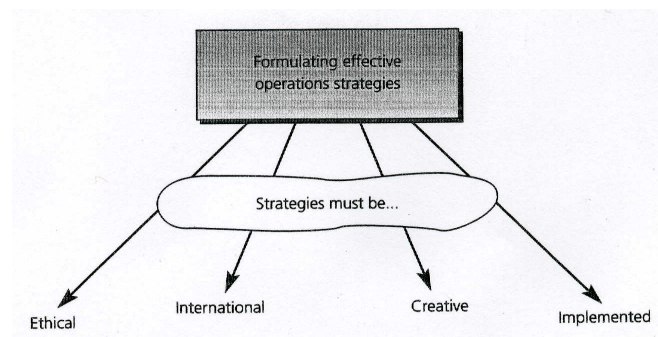 Formulating effective
operations strategies
Strategies must be...
Ethical
International
Creative
Implemented